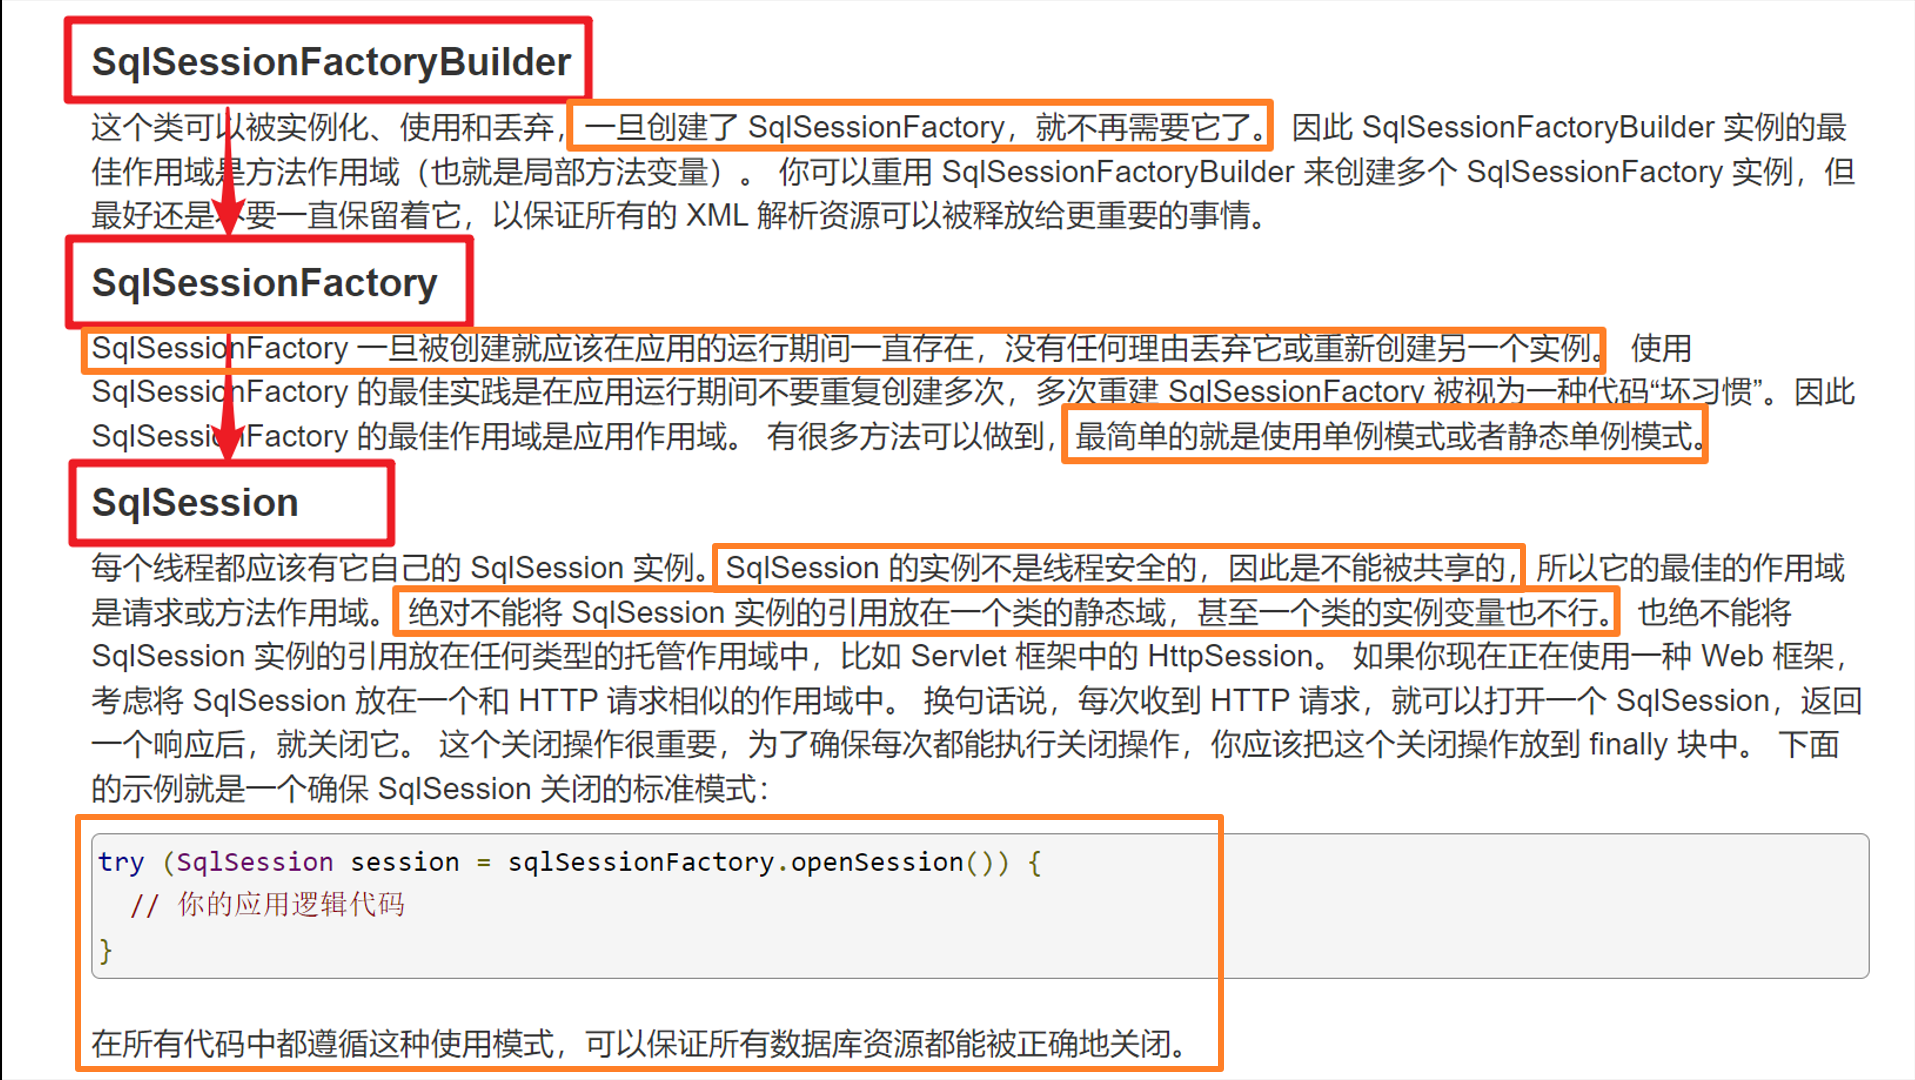 SqlSessionFactoryBuilder
这个类可以被实例化、使用和丢弃，一旦创建了 SqlSessionFactory，就不再需要它了。 因此 SqlSessionFactoryBuilder 实例的最
佳作用域是方法作用域（也就是局部方法变量）。 你可以重用 SqlSessionFactoryBuilder 来创建多个 SqlSessionFactory 实例，但
最好还是不要一直保留着它，以保证所有的 XML 解析资源可以被释放给更重要的事情。
SqlSessionFactory
SqlSessionFactory 一旦被创建就应该在应用的运行期间一直存在，没有任何理由丢弃它或重新创建另一个实例。 使用
SqlSessionFactory 的最佳实践是在应用运行期间不要重复创建多次，多次重建 SqlSessionFactory 被视为一种代码“坏习惯”。因此
SqlSessionFactory 的最佳作用域是应用作用域。 有很多方法可以做到，最简单的就是使用单例模式或者静态单例模式。
SqlSession
每个线程都应该有它自己的 SqlSession 实例。SqlSession 的实例不是线程安全的，因此是不能被共享的，所以它的最佳的作用域
是请求或方法作用域。 绝对不能将 SqlSession 实例的引用放在一个类的静态域，甚至一个类的实例变量也不行。 也绝不能将
SqlSession 实例的引用放在任何类型的托管作用域中，比如 Servlet 框架中的 HttpSession。 如果你现在正在使用一种 Web 框架，
考虑将 SqlSession 放在一个和 HTTP 请求相似的作用域中。 换句话说，每次收到 HTTP 请求，就可以打开一个 SqlSession，返回
一个响应后，就关闭它。 这个关闭操作很重要，为了确保每次都能执行关闭操作，你应该把这个关闭操作放到 finally 块中。 下面
的示例就是一个确保 SqlSession 关闭的标准模式：
try (SqlSession session = sqlSessionFactory.openSession()) {
// 你的应用逻辑代码
}
在所有代码中都遵循这种使用模式，可以保证所有数据库资源都能被正确地关闭。